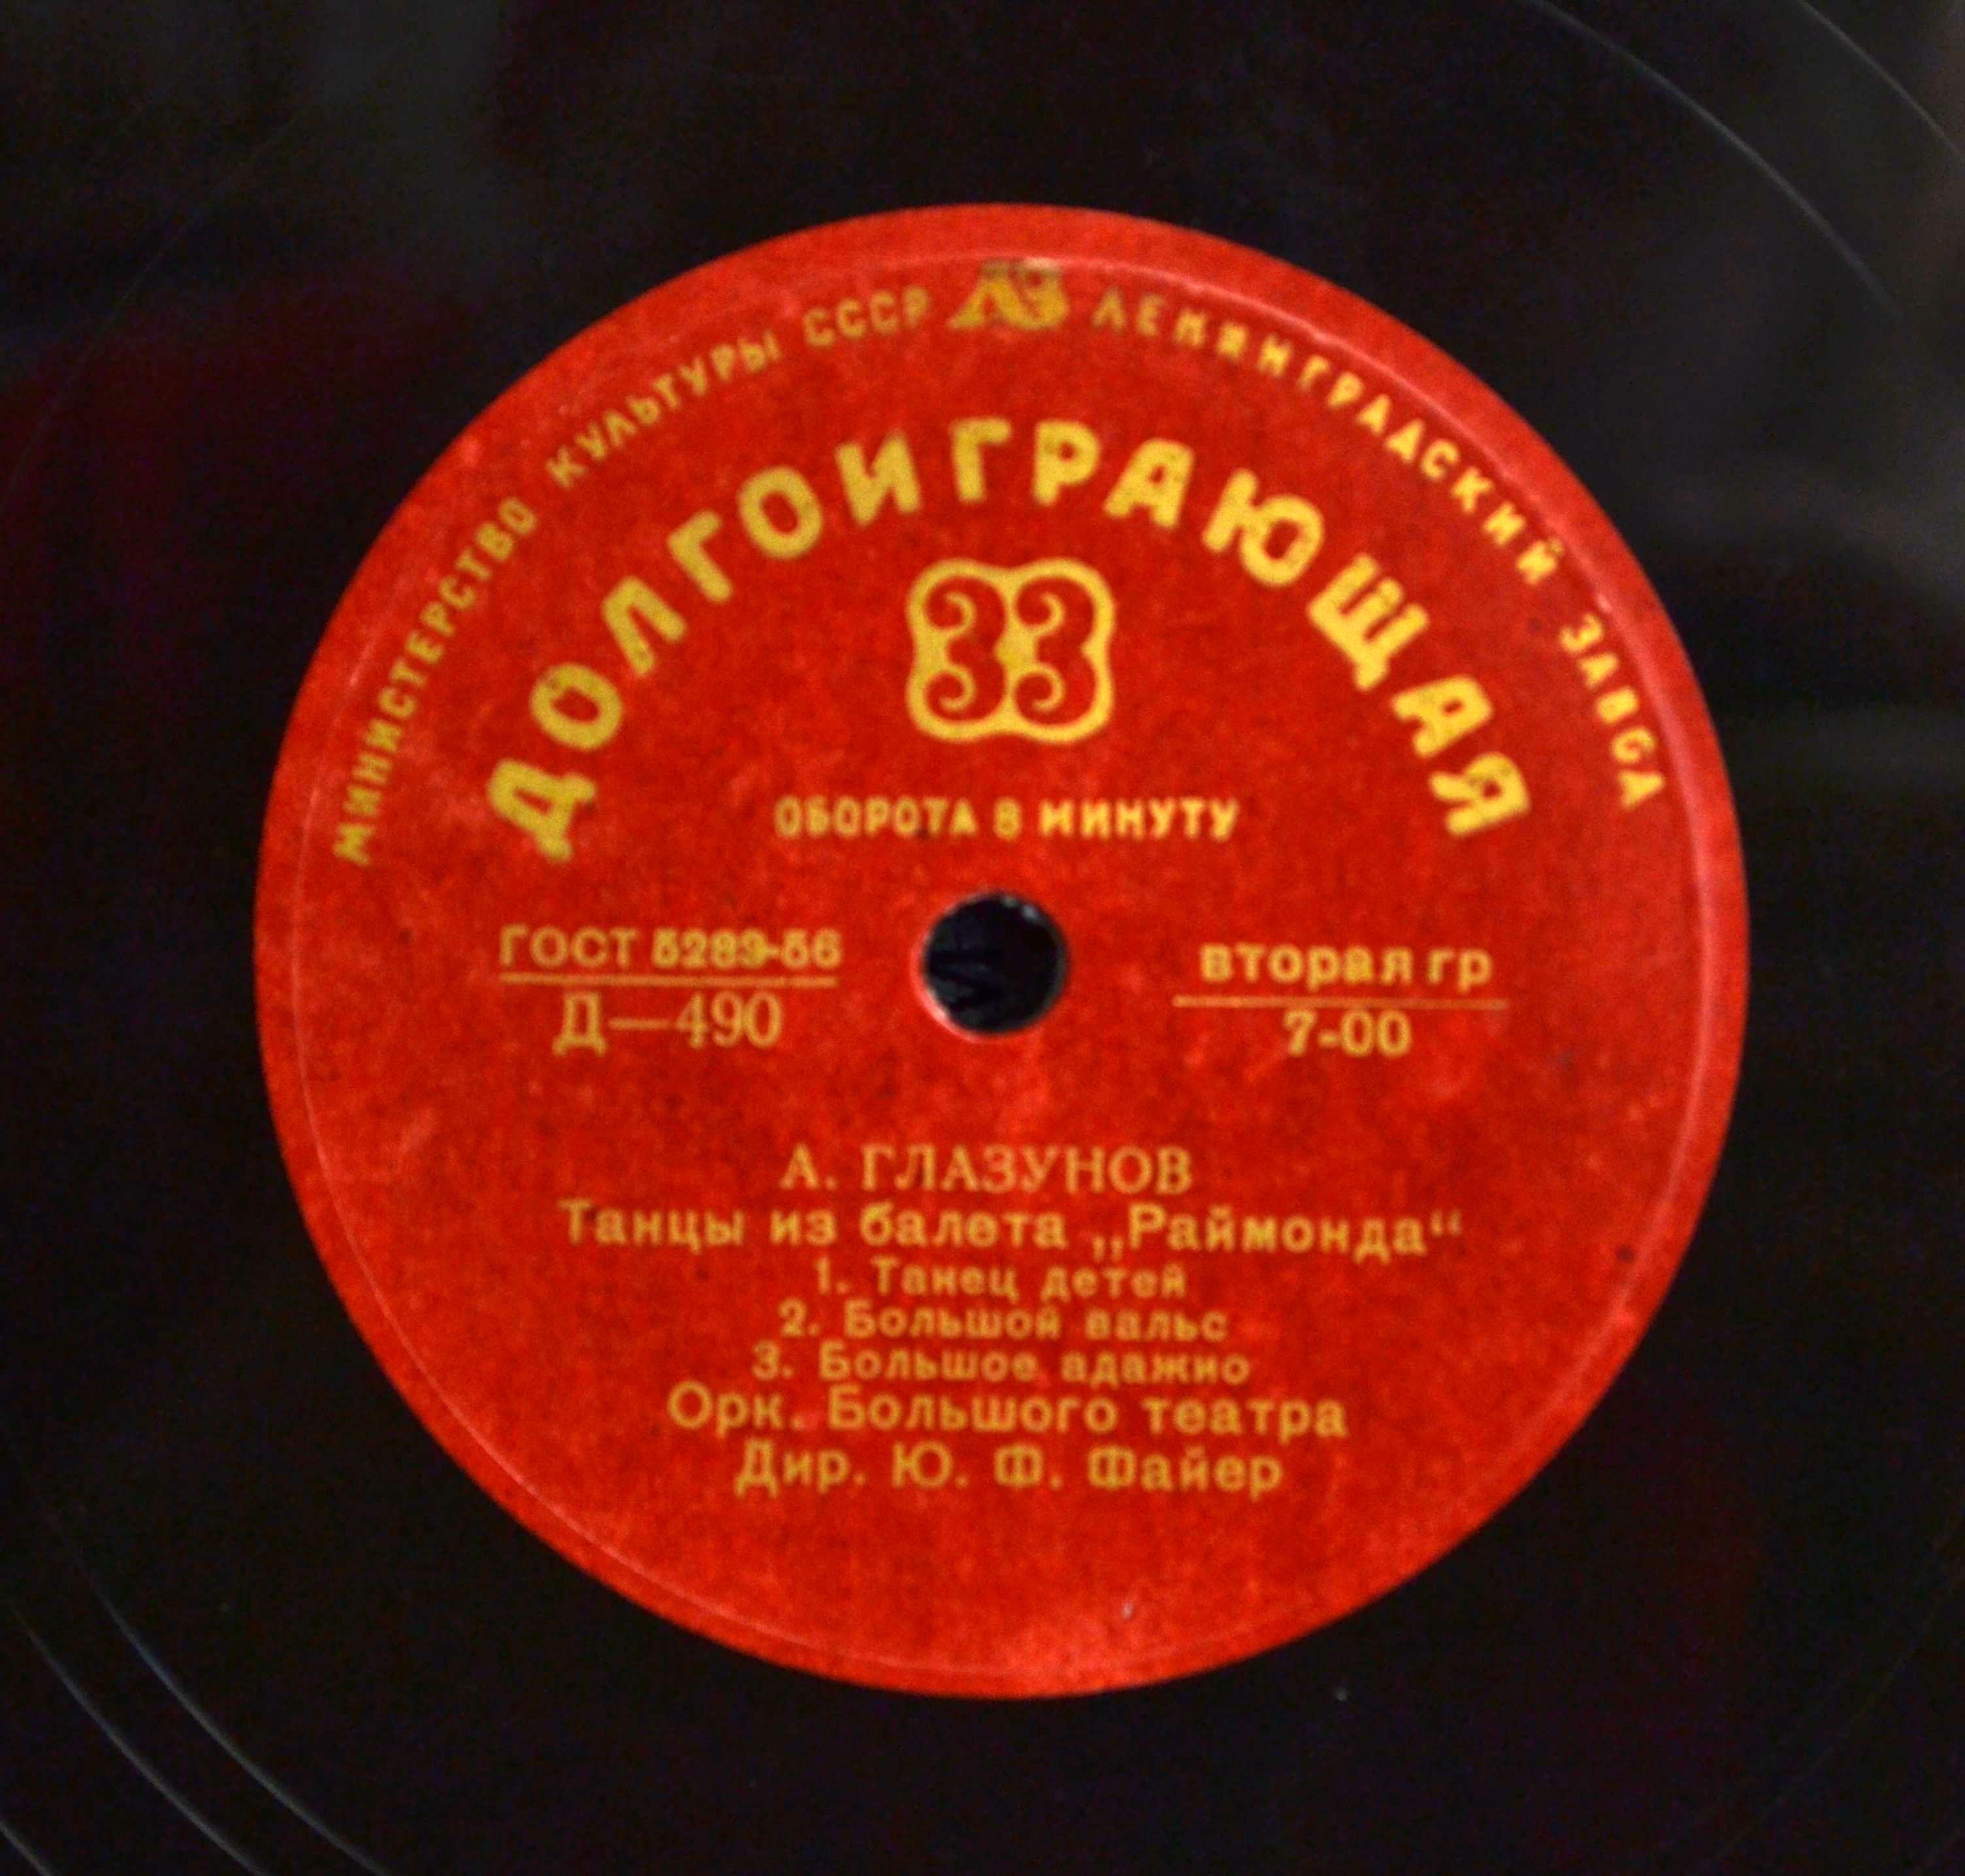 МИНИСТЕРСТВО КУЛЬТУРЫ СССР ЛЗ ЛЕНИНГРАДСКИЙ ЗАВОД
ДОЛГОИГРАЮЩАЯ
33
ОБОРОТА В МИНУТУ
ГОСТ 5289-56
Д—490
вторая гр
7-00
А. ГЛАЗУНОВ
Танцы из балета „Раймонда“
1. Танец детей
2. Большой вальс
3. Большое адажио
Орк. Большого театра
Дир. Ю. Ф. Файер